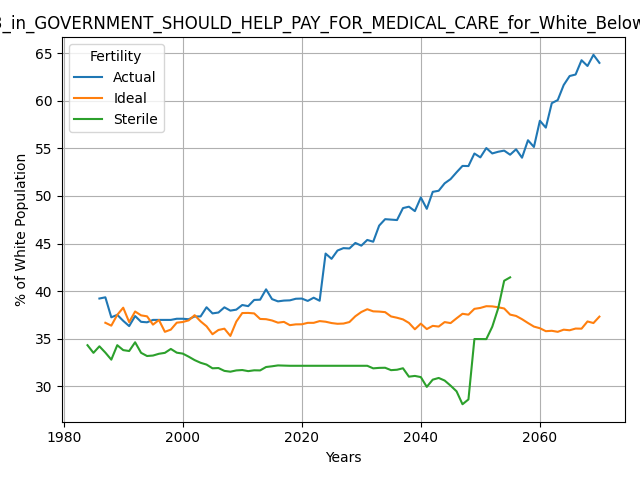 _in_GOVERNMENT_SHOULD_HELP_PAY_FOR_MEDICAL_CARE_for_White_Below
Fertility
Actual
Ideal
Sterile
% of White Population
65
60
55
50
45
40
35
30
1980
2000
2020
2040
2060
Years